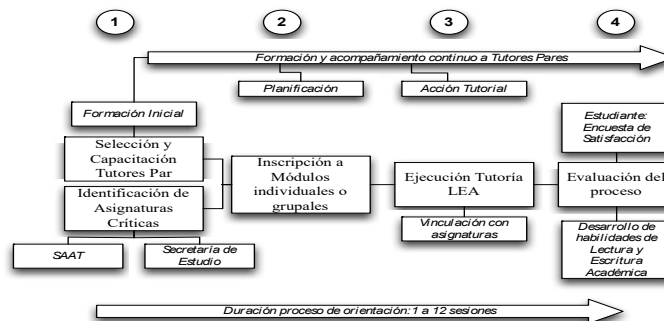 1
2
3
4
Formación y acompañamiento continuo a Tutores Pares
Planificación
Acción Tutorial
Formación Inicial
Estudiante:
Encuesta de
Satisfacción
Selección y
Capacitación
Tutores Par
Identificación de
Asignaturas
Críticas
Inscripción a
Módulos
individuales o
grupales
Ejecución Tutoría
LEA
Evaluación del
proceso
Vinculación con
asignaturas
SAAT
Secretaría de
Estudio
Desarrollo de
habilidades de
Lectura y
Escritura
Académica
Duración proceso de orientación: 1 a 12 sesiones